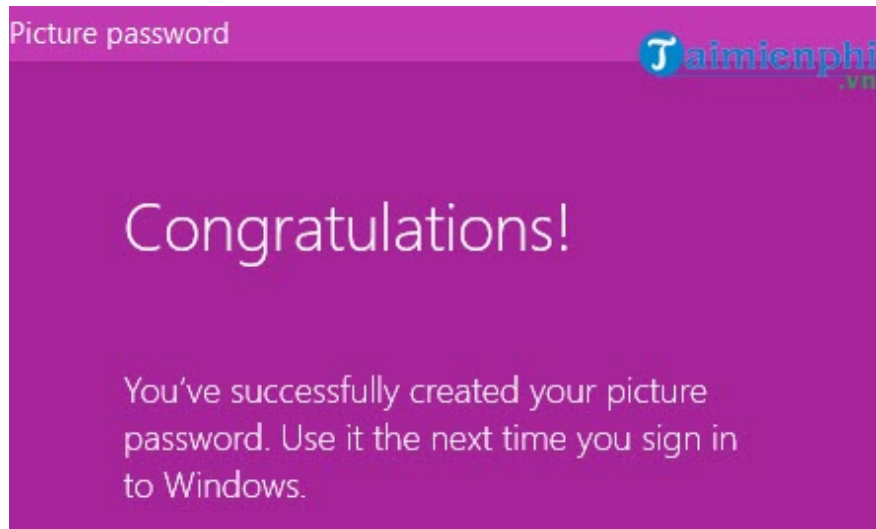 Picture password
Taimienphi
.vn
Congratulations!
You've successfully created your picture
password. Use it the next time you sign in
to Windows.